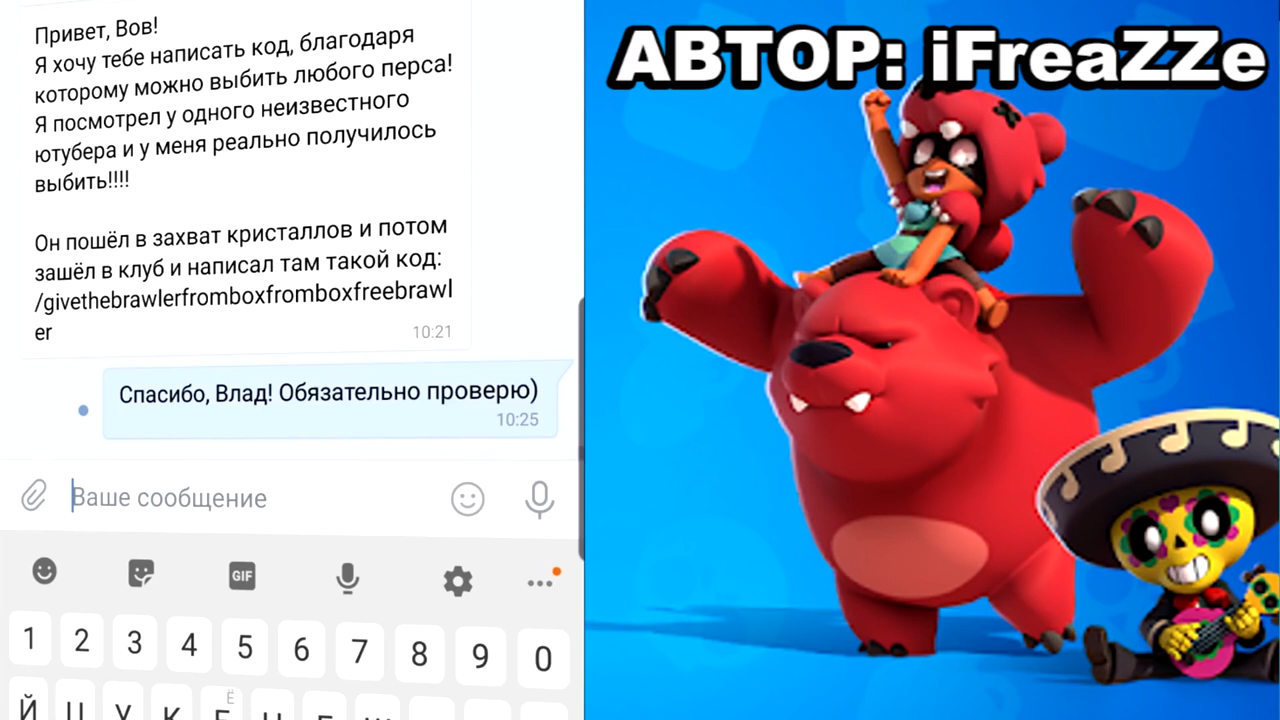 Привет, Вов!
Я хочу тебе написать код, благодаря
которому можно выбить любого перса!
Я посмотрел у одного неизвестного
ютубера и у меня реально получилось
выбить!!!!
Он пошёл в захват кристаллов и потом
зашёл в клуб и написал там такой код:
/givethebrawlerfromboxfromboxfreebrawl
er
10:21
Спасибо, Влад! Обязательно проверю)
10:25
Ваше сообщение
GIF
1 2 3 4 5 6 7 8 9 0
Ё
Й Ц У К Е Н Г Ш
АВТОР: iFreaZZe